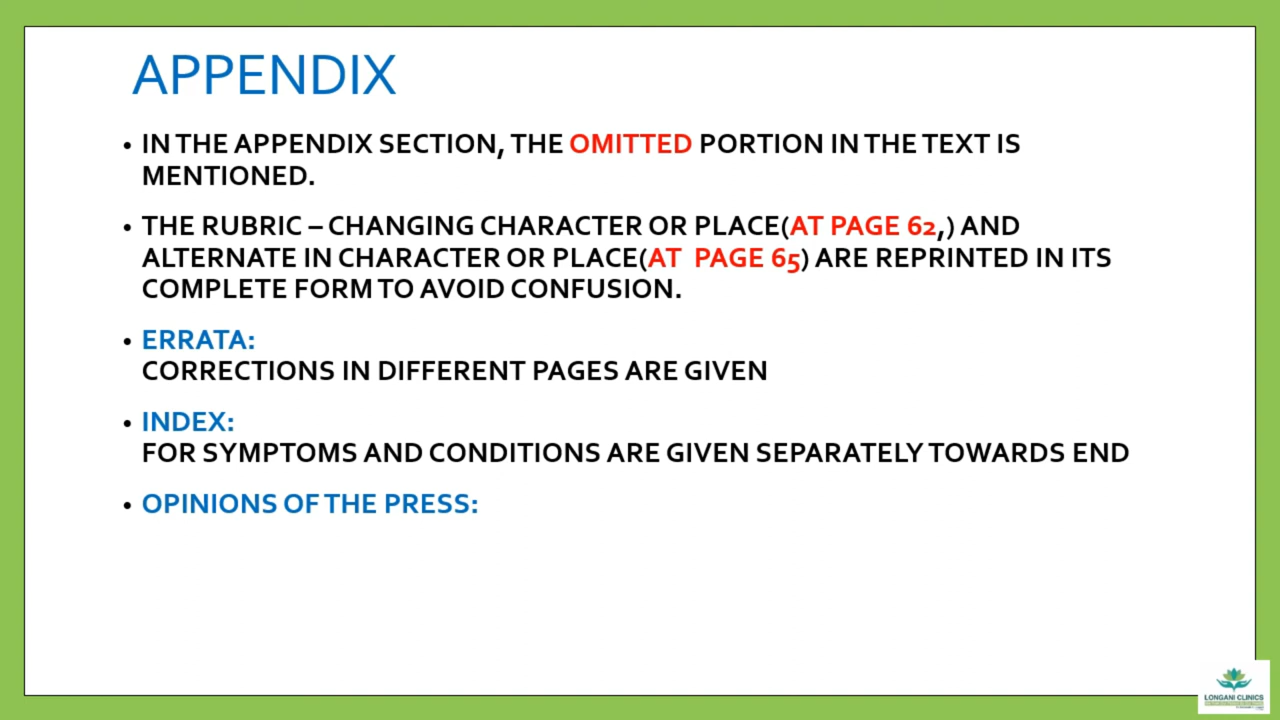 APPENDIX
• IN THE APPENDIX SECTION, THE OMITTED PORTION IN THE TEXT IS
MENTIONED.
• THE RUBRIC – CHANGING CHARACTER OR PLACE(AT PAGE 62,) AND
ALTERNATE IN CHARACTER OR PLACE(AT PAGE 65) ARE REPRINTED IN ITS
COMPLETE FORM TO AVOID CONFUSION.
• ERRATA:
CORRECTIONS IN DIFFERENT PAGES ARE GIVEN
• INDEX:
FOR SYMPTOMS AND CONDITIONS ARE GIVEN SEPARATELY TOWARDS END
• OPINIONS OF THE PRESS:
LONGANI CLINICS